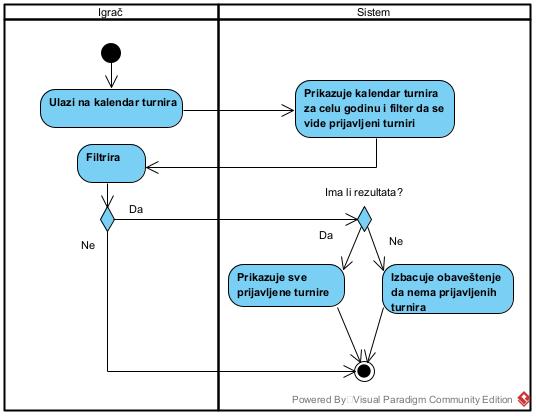 Igrač
Sistem
Ulazi na kalendar turnira
Prikazuje kalendar turnira
za celu godinu i filter da se
vide prijavljeni turniri
Filtrira
Ima li rezultata?
Da
Ne
Da
Ne
Prikazuje sve
prijavljene turnire
Izbacuje obaveštenje
da nema prijavljenih
turnira
Powered By Visual Paradigm Community Edition